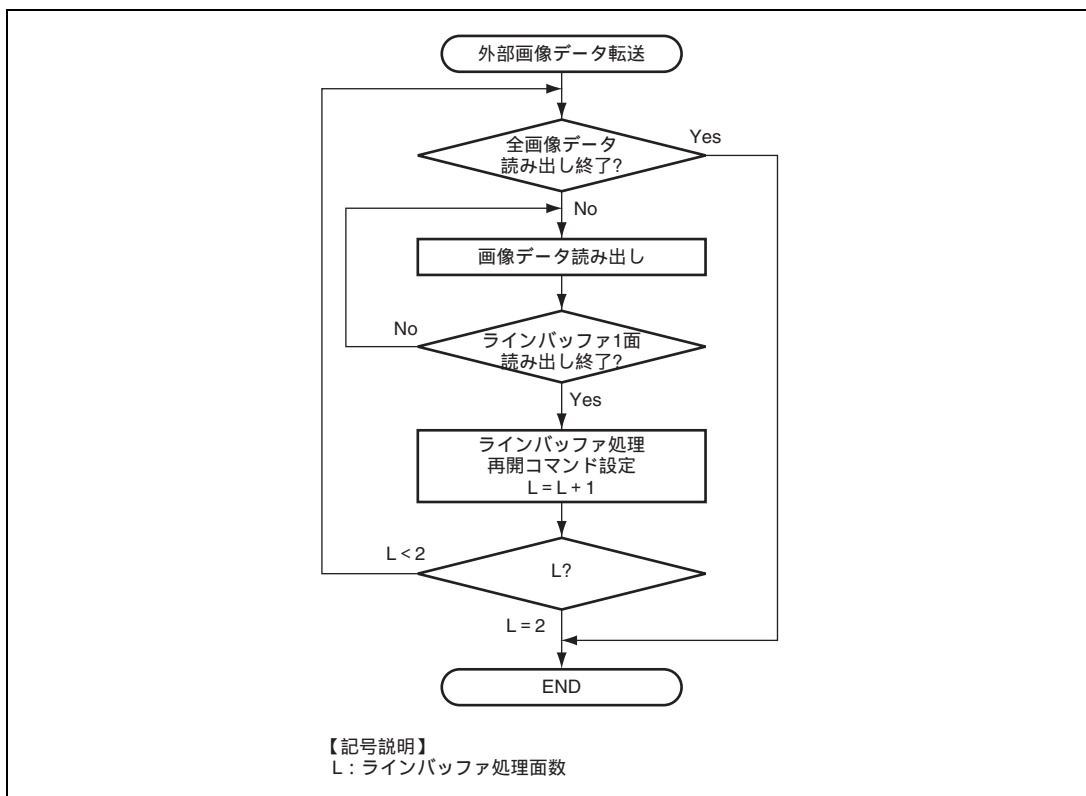 外部画像データ転送
Yes
全画像データ
読み出し終了?
No
画像データ読み出し
No
ラインバッファ1面
読み出し終了?
Yes
ラインバッファ処理
再開コマンド設定
L = L + 1
L < 2
L?
L = 2
END
【記号説明】
L：ラインバッファ処理面数